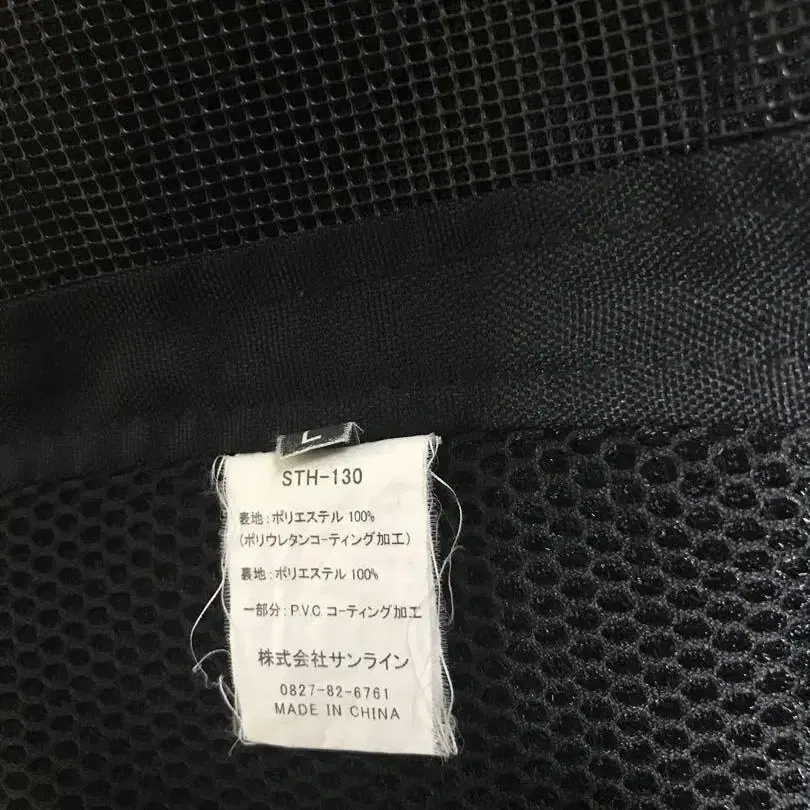 L
STH-130
表地:ポリエステル 100%
(ポリウレタンコーティング加工)
裏地:ポリエステル 100%
一部分:P.V.C コーティング加工
株式会社サンライン
0827-82-6761
MADE IN CHINA